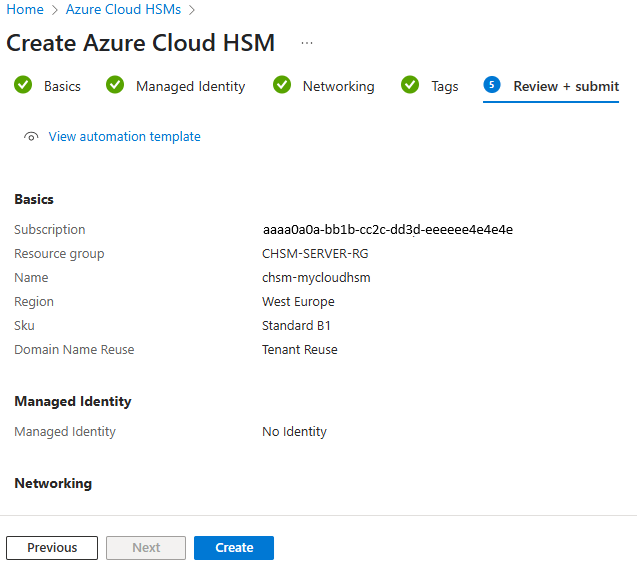 Home > Azure Cloud HSMs >
Create Azure Cloud HSM ...
Basics Managed Identity Networking Tags 5 Review + submit
View automation template
Basics
Subscription aaaa0a0a-bb1b-cc2c-dd3d-eeeeee4e4e4e
Resource group CHSM-SERVER-RG
Name chsm-mycloudhsm
Region West Europe
Sku Standard B1
Domain Name Reuse Tenant Reuse
Managed Identity
Managed Identity No Identity
Networking
Previous Next Create